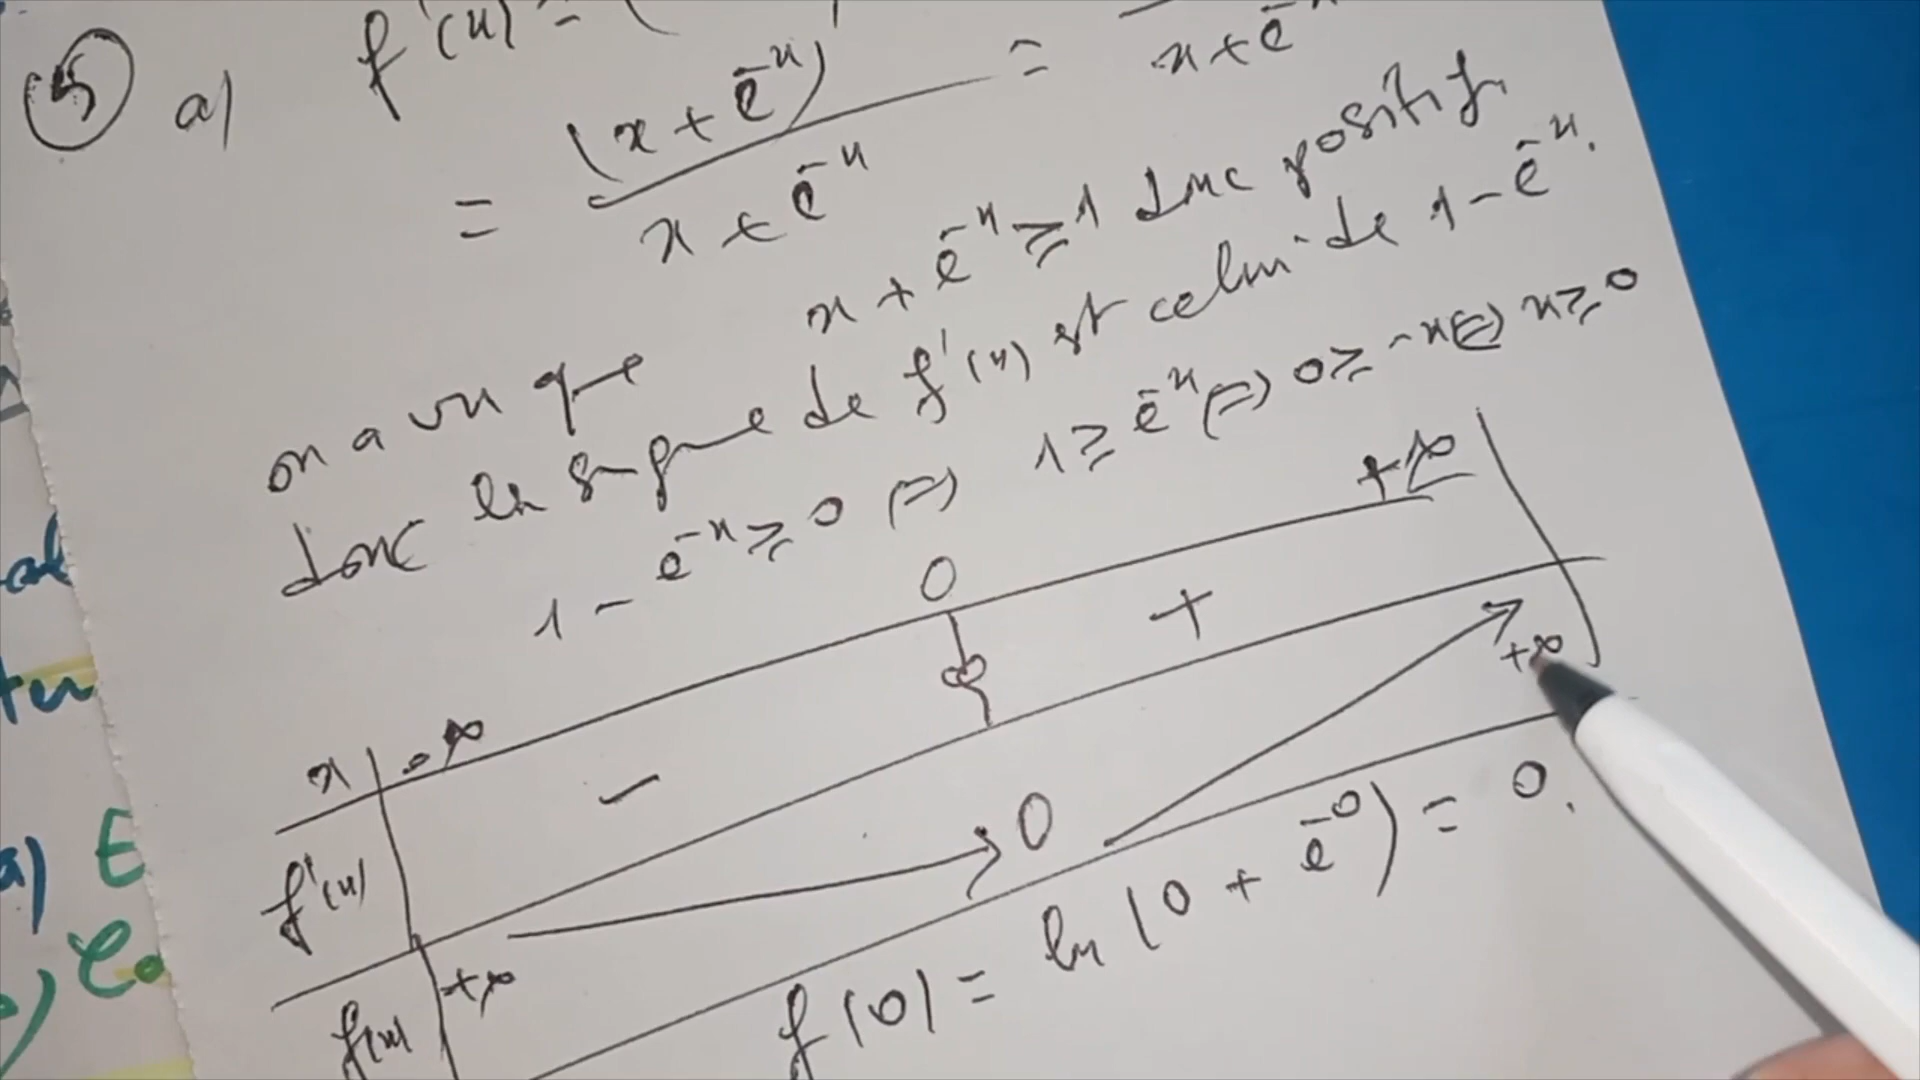 5 a) f'(x) =
= (x + e^-x)' / x + e^-x = / x + e^-x
on a vu que x + e^-x ≥ 1 donc positif.
donc le signe de f'(x) est celui de 1 - e^-x.
1 - e^-x ≥ 0 (=) 1 ≥ e^-x (=) 0 ≥ -x (=) x ≥ 0
x -∞ 0 +∞
f'(x) - 0 +
f(x) +∞ 0 +∞
f(0) = ln(0 + e^-0) = 0.